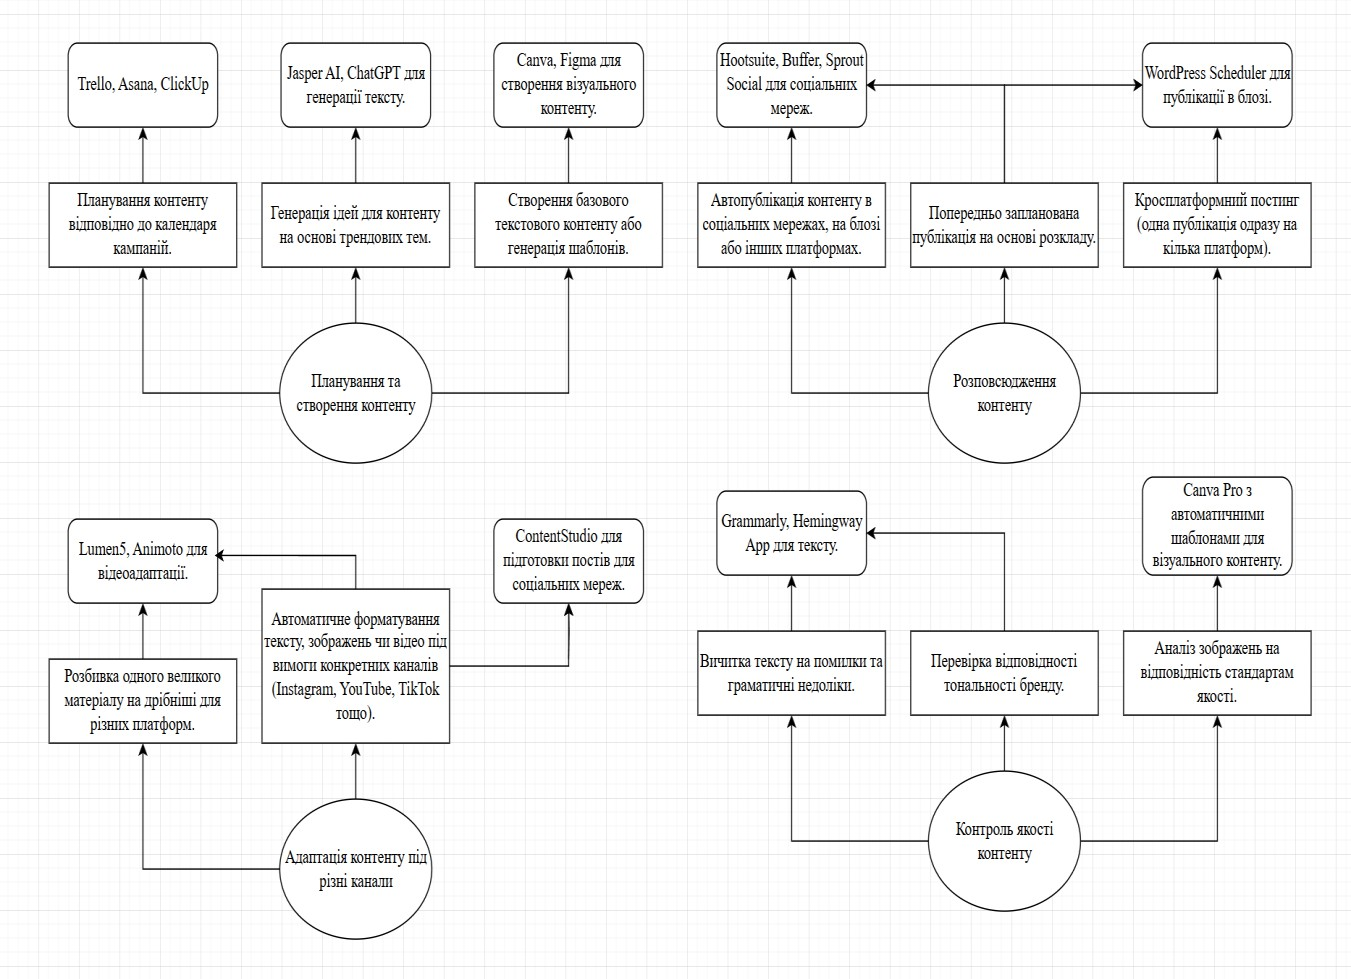 Trello, Asana, ClickUp
Jasper AI, ChatGPT для
генерації тексту.
Canva, Figma для
створення візуального
контенту.
Hootsuite, Buffer, Sprout
Social для соціальних
мереж.
WordPress Scheduler для
публікації в блозі.
Планування контенту
відповідно до календаря
кампаній.
Генерація ідей для контенту
на основі трендових тем.
Створення базового
текстового контенту або
генерація шаблонів.
Автопублікація контенту в
соціальних мережах, на блозі
або інших платформах.
Попередньо запланована
публікація на основі розкладу.
Кросплатформний постинг
(одна публікація одразу на
кілька платформ).
Планування та
створення контенту
Розповсюдження
контенту
Lumen5, Animoto для
відеоадаптації.
ContentStudio для
підготовки постів для
соціальних мереж.
Grammarly, Hemingway
App для тексту.
Canva Pro з
автоматичними
шаблонами для
візуального контенту.
Розбивка одного великого
матеріалу на дрібніші для
різних платформ.
Автоматичне форматування
тексту, зображень чи відео під
вимоги конкретних каналів
(Instagram, YouTube, TikTok
тощо).
Вичитка тексту на помилки та
граматичні недоліки.
Перевірка відповідності
тональності бренду.
Аналіз зображень на
відповідність стандартам
якості.
Адаптація контенту під
різні канали
Контроль якості
контенту